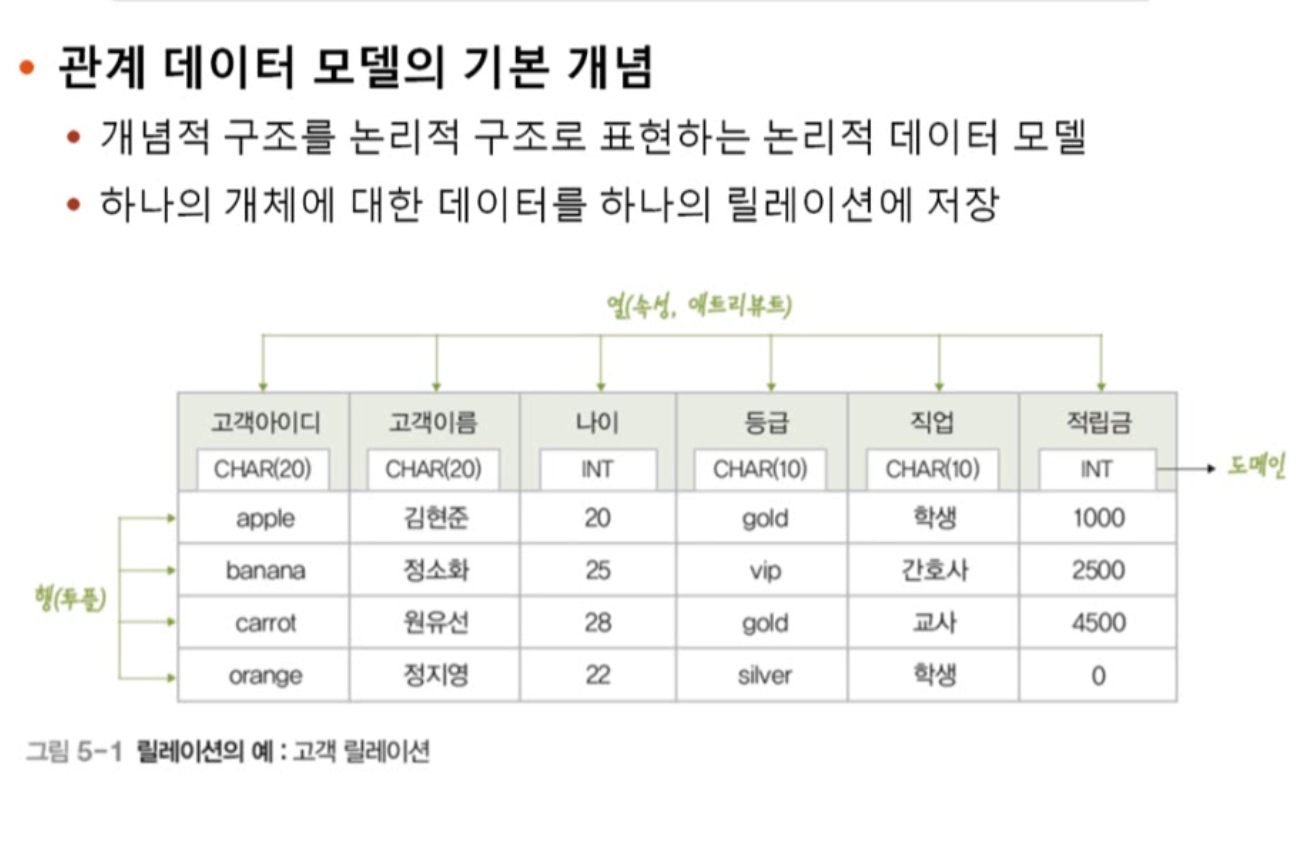 관계 데이터 모델의 기본 개념
개념적 구조를 논리적 구조로 표현하는 논리적 데이터 모델
하나의 개체에 대한 데이터를 하나의 릴레이션에 저장
열(속성, 애트리뷰트)
고객아이디 고객이름 나이 등급 직업 적립금
CHAR(20) CHAR(20) INT CHAR(10) CHAR(10) INT 도메인
apple 김현준 20 gold 학생 1000
banana 정소화 25 vip 간호사 2500
행(투플)
carrot 원유선 28 gold 교사 4500
orange 정지영 22 silver 학생 0
그림 5-1 릴레이션의 예 : 고객 릴레이션